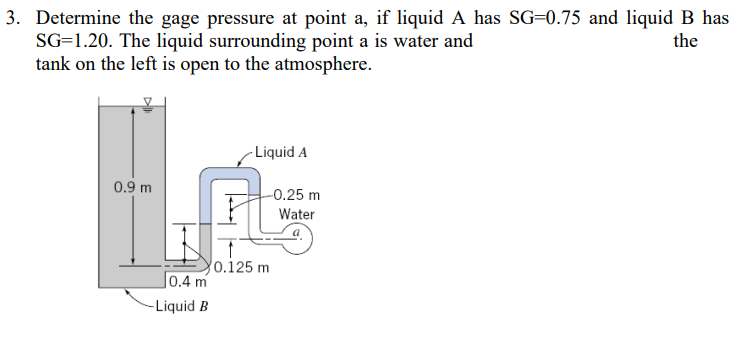 3. Determine the gage pressure at point a, if liquid A has SG=0.75 and liquid B has
SG=1.20. The liquid surrounding point a is water and the
tank on the left is open to the atmosphere.
Liquid A
0.9 m
0.25 m
Water
a
0.125 m
0.4 m
Liquid B